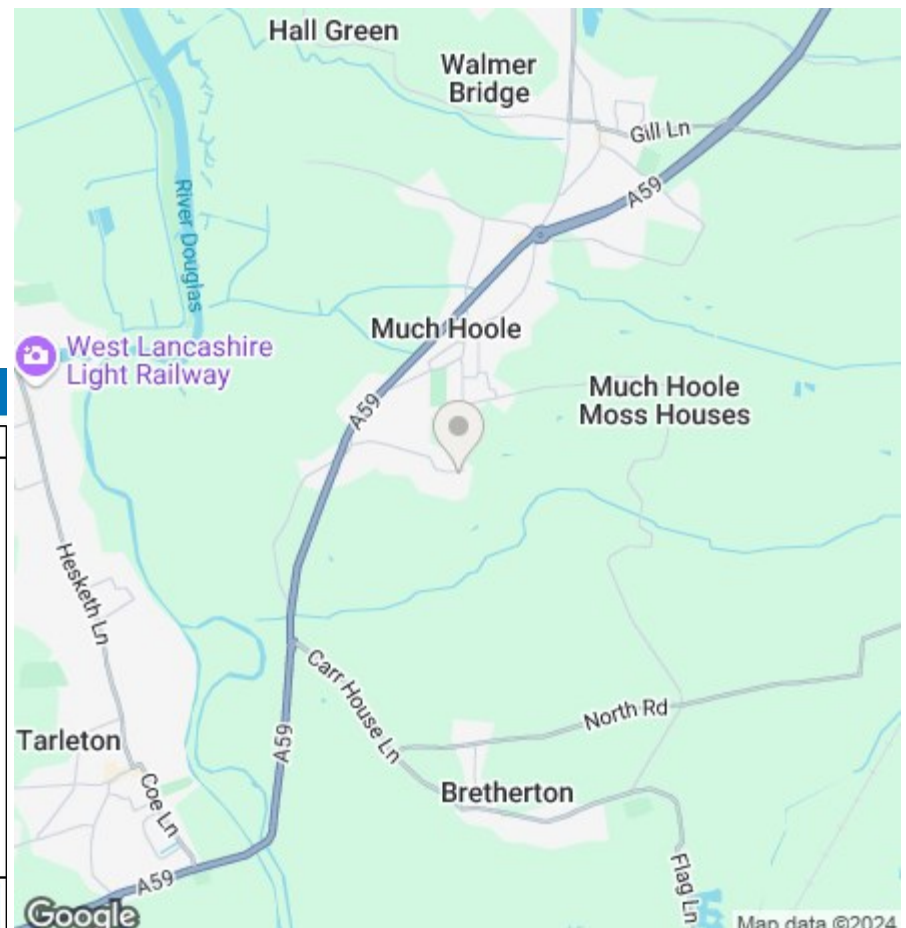 Hall Green
Walmer
Bridge
Gill Ln
A59
River Douglas
Much Hoole
West Lancashire
Light Railway
Much Hoole
Moss Houses
A59
Hesketh Ln
Carr House Ln
North Rd
Tarleton
A59
Coe Ln
Bretherton
Flag Ln
A59
Google
Map data ©2024